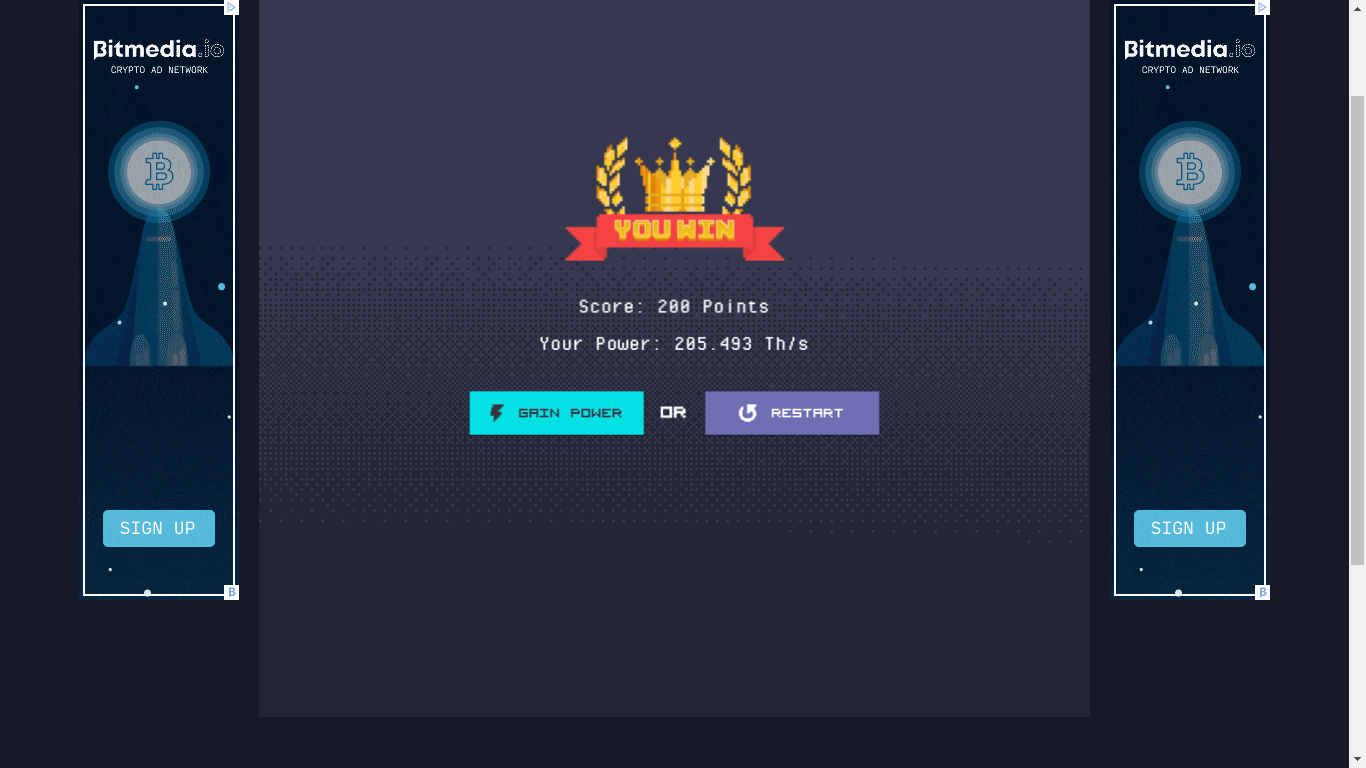 Bitmedia.io
CRYPTO AD NETWORK
SIGN UP
YOU WIN
Score: 200 Points
Your Power: 205.493 Th/s
GAIN POWER OR RESTART
Bitmedia.io
CRYPTO AD NETWORK
SIGN UP